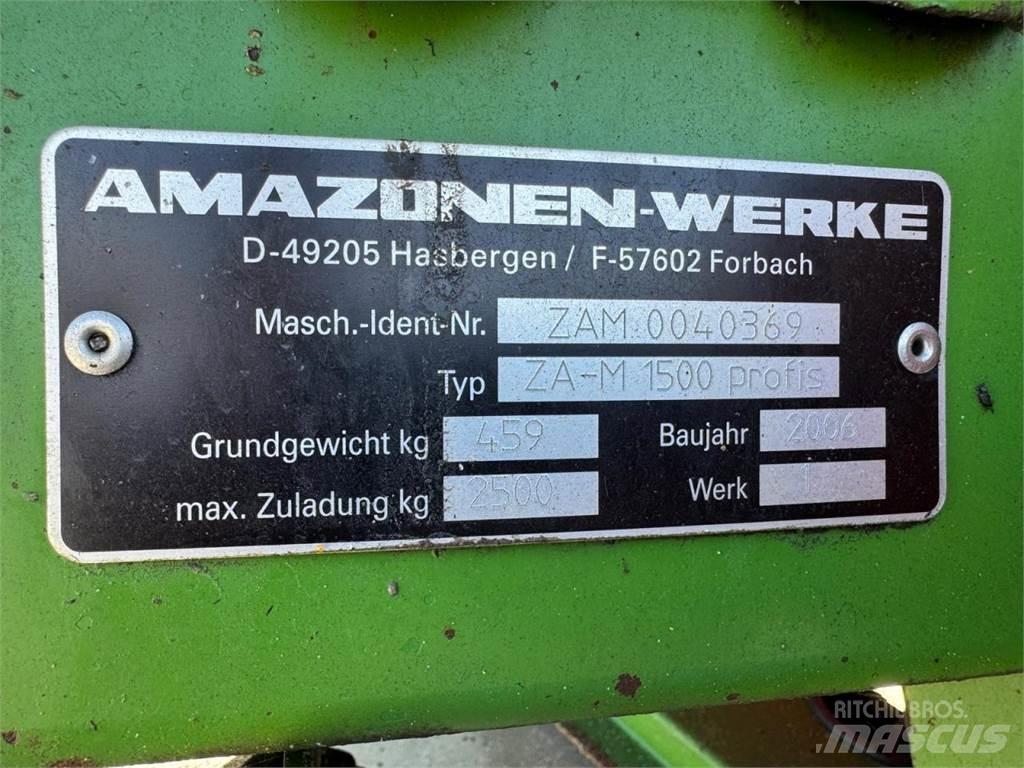 AMAZONEN-WERKE
D-49205 Hasbergen / F-57602 Forbach
Masch.-Ident-Nr. ZAM 0040369
Typ ZA-M 1500 profis
Grundgewicht kg 459 Baujahr 2006
max. Zuladung kg 2500 Werk 1
RITCHIE BROS.
MASCUS